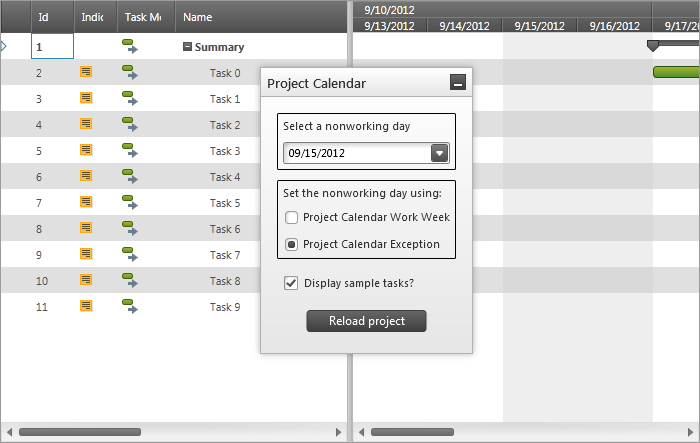 Id Indic Task Mo Name
9/10/2012 9/17/2012
9/13/2012 9/14/2012 9/15/2012 9/16/2012 9/17/2
1 Summary
2 Task 0
3 Task 1
4 Task 2
5 Task 3
6 Task 4
7 Task 5
8 Task 6
9 Task 7
10 Task 8
11 Task 9
Project Calendar
Select a nonworking day
09/15/2012
Set the nonworking day using:
Project Calendar Work Week
Project Calendar Exception
Display sample tasks?
Reload project